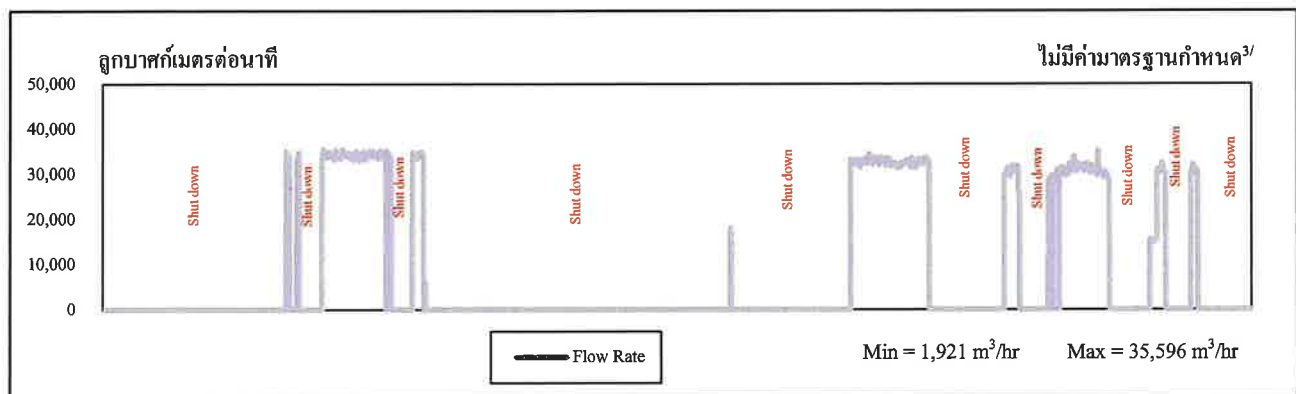 ลูกบาศก์เมตรต่อนาที
ไม่มีค่ามาตรฐานกำหนด3/
50,000
40,000
30,000
20,000
10,000
0
Shut down
Shut down
Shut down
Shut down
Shut down
Shut down
Shut down
Shut down
Shut down
Shut down
Flow Rate
Min = 1,921 m³/hr
Max = 35,596 m³/hr